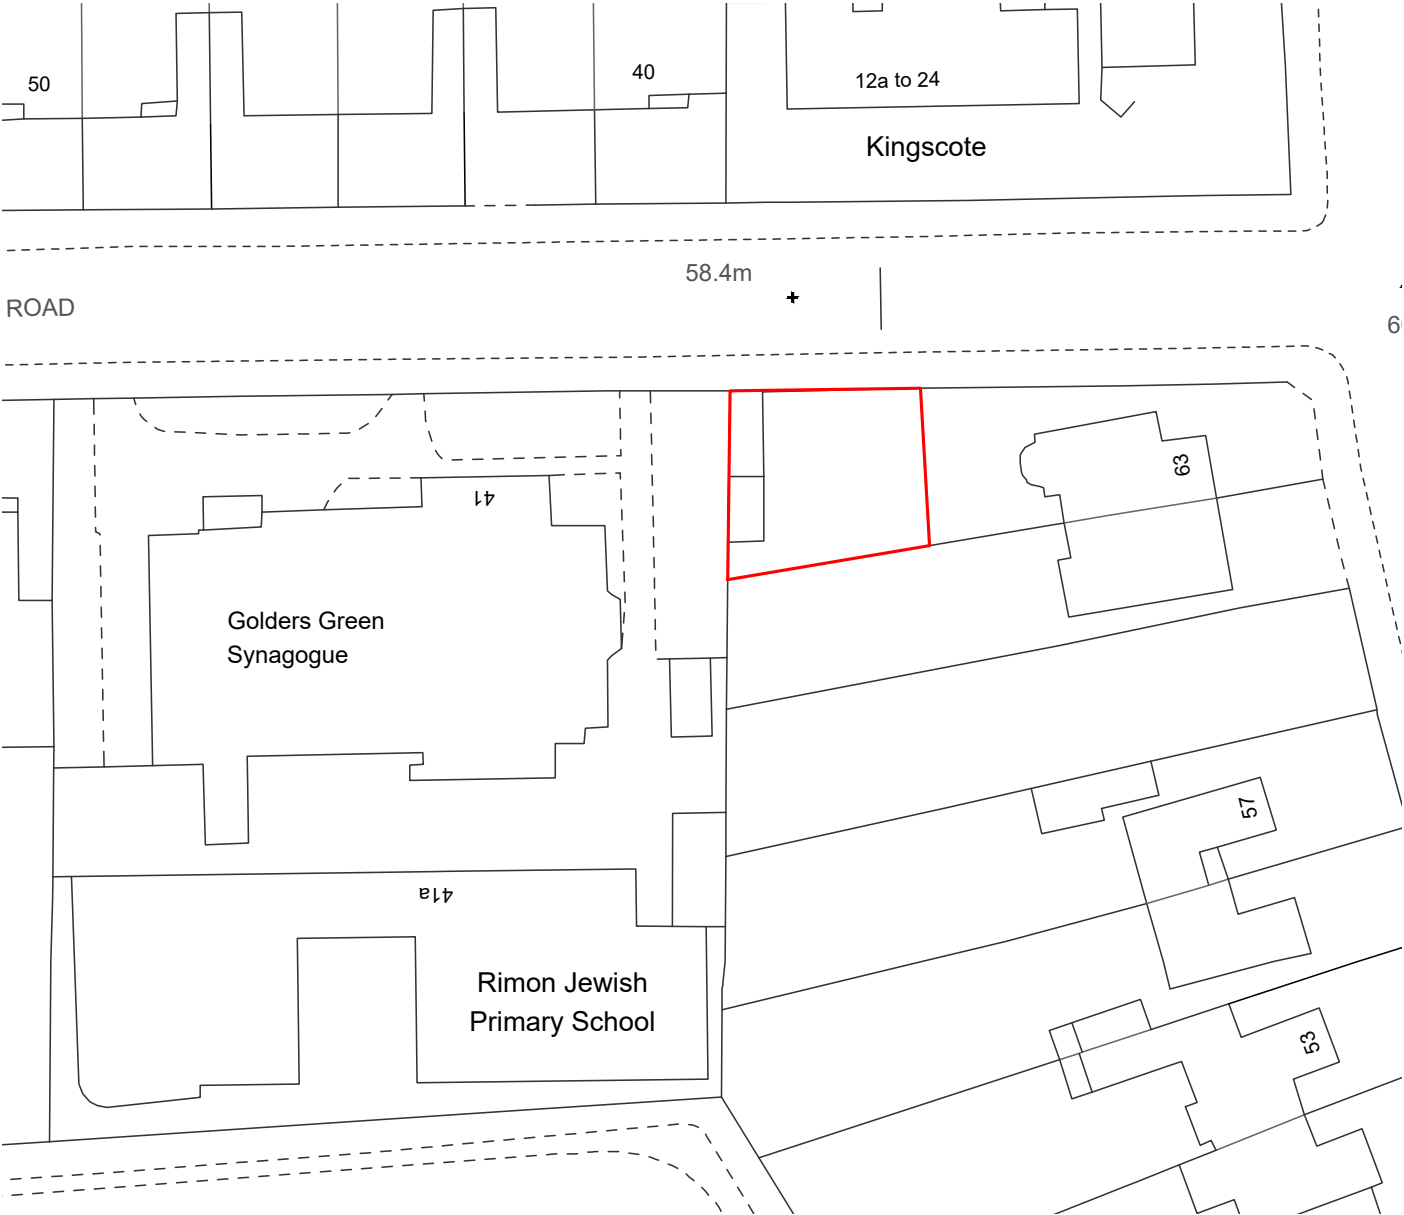 50
40
12a to 24
Kingscote
58.4m
ROAD
63
41
Golders Green
Synagogue
57
41a
Rimon Jewish
Primary School
53